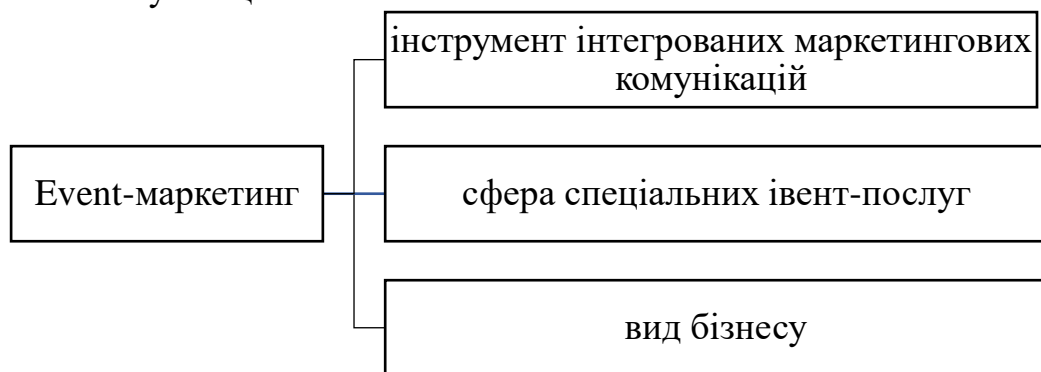 інструмент інтегрованих маркетингових
комунікацій
Event-маркетинг
сфера спеціальних івент-послуг
вид бізнесу